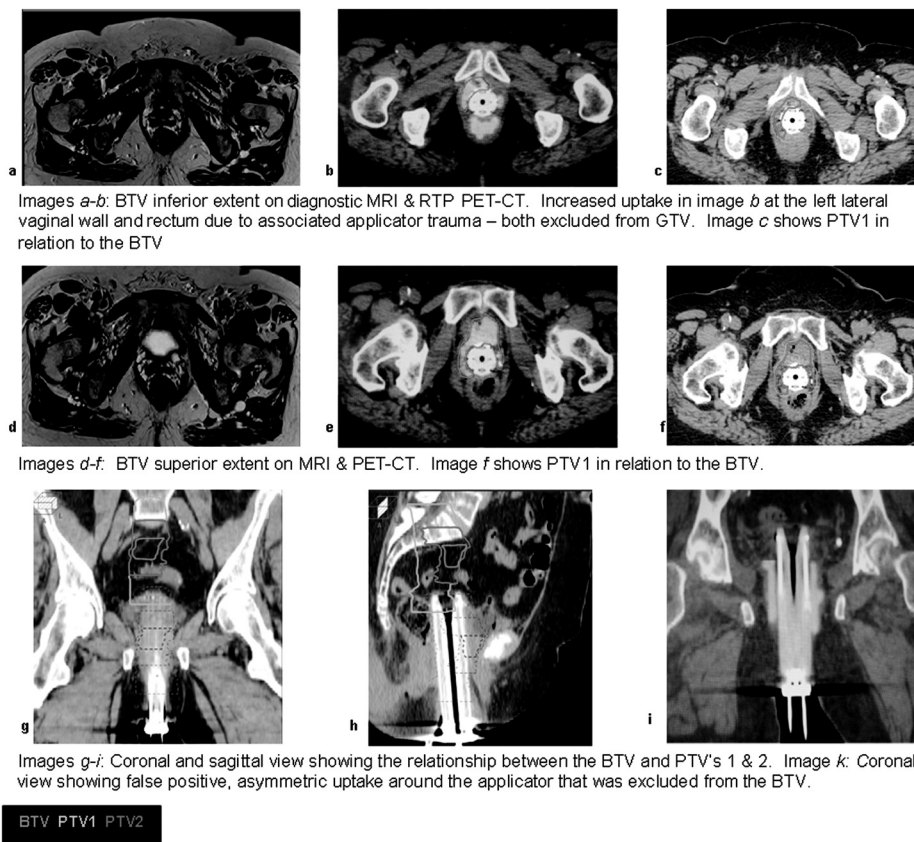 a
b
c
Images a-b: BTV inferior extent on diagnostic MRI & RTP PET-CT. Increased uptake in image b at the left lateral
vaginal wall and rectum due to associated applicator trauma – both excluded from GTV. Image c shows PTV1 in
relation to the BTV
d
e
f
Images d-f: BTV superior extent on MRI & PET-CT. Image f shows PTV1 in relation to the BTV.
g
h
i
Images g-i: Coronal and sagittal view showing the relationship between the BTV and PTV's 1 & 2. Image k: Coronal
view showing false positive, asymmetric uptake around the applicator that was excluded from the BTV.
BTV PTV1 PTV2